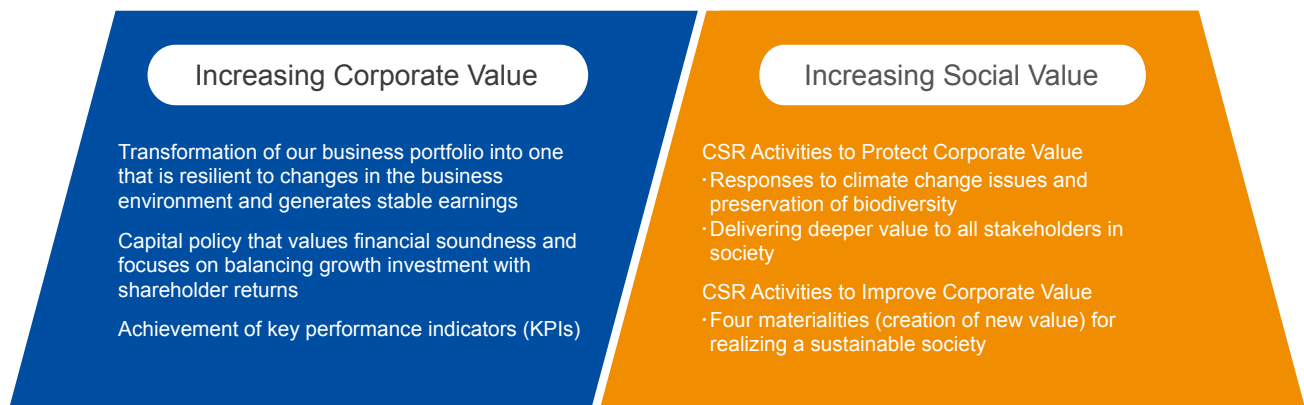 Increasing Corporate Value
Transformation of our business portfolio into one
that is resilient to changes in the business
environment and generates stable earnings
Capital policy that values financial soundness and
focuses on balancing growth investment with
shareholder returns
Achievement of key performance indicators (KPIs)
Increasing Social Value
CSR Activities to Protect Corporate Value
・Responses to climate change issues and
preservation of biodiversity
・Delivering deeper value to all stakeholders in
society
CSR Activities to Improve Corporate Value
・Four materialities (creation of new value) for
realizing a sustainable society